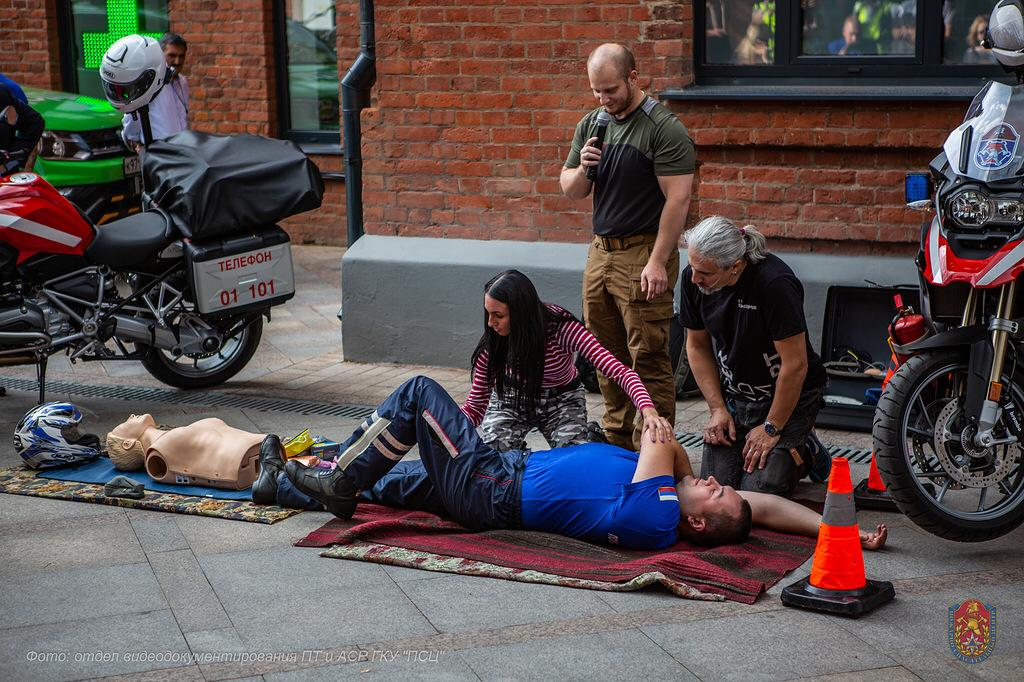 ТЕЛЕФОН
01 101
Фото: отдел видеодокументирования ПТ и АСР ГКУ "ПСЦ"